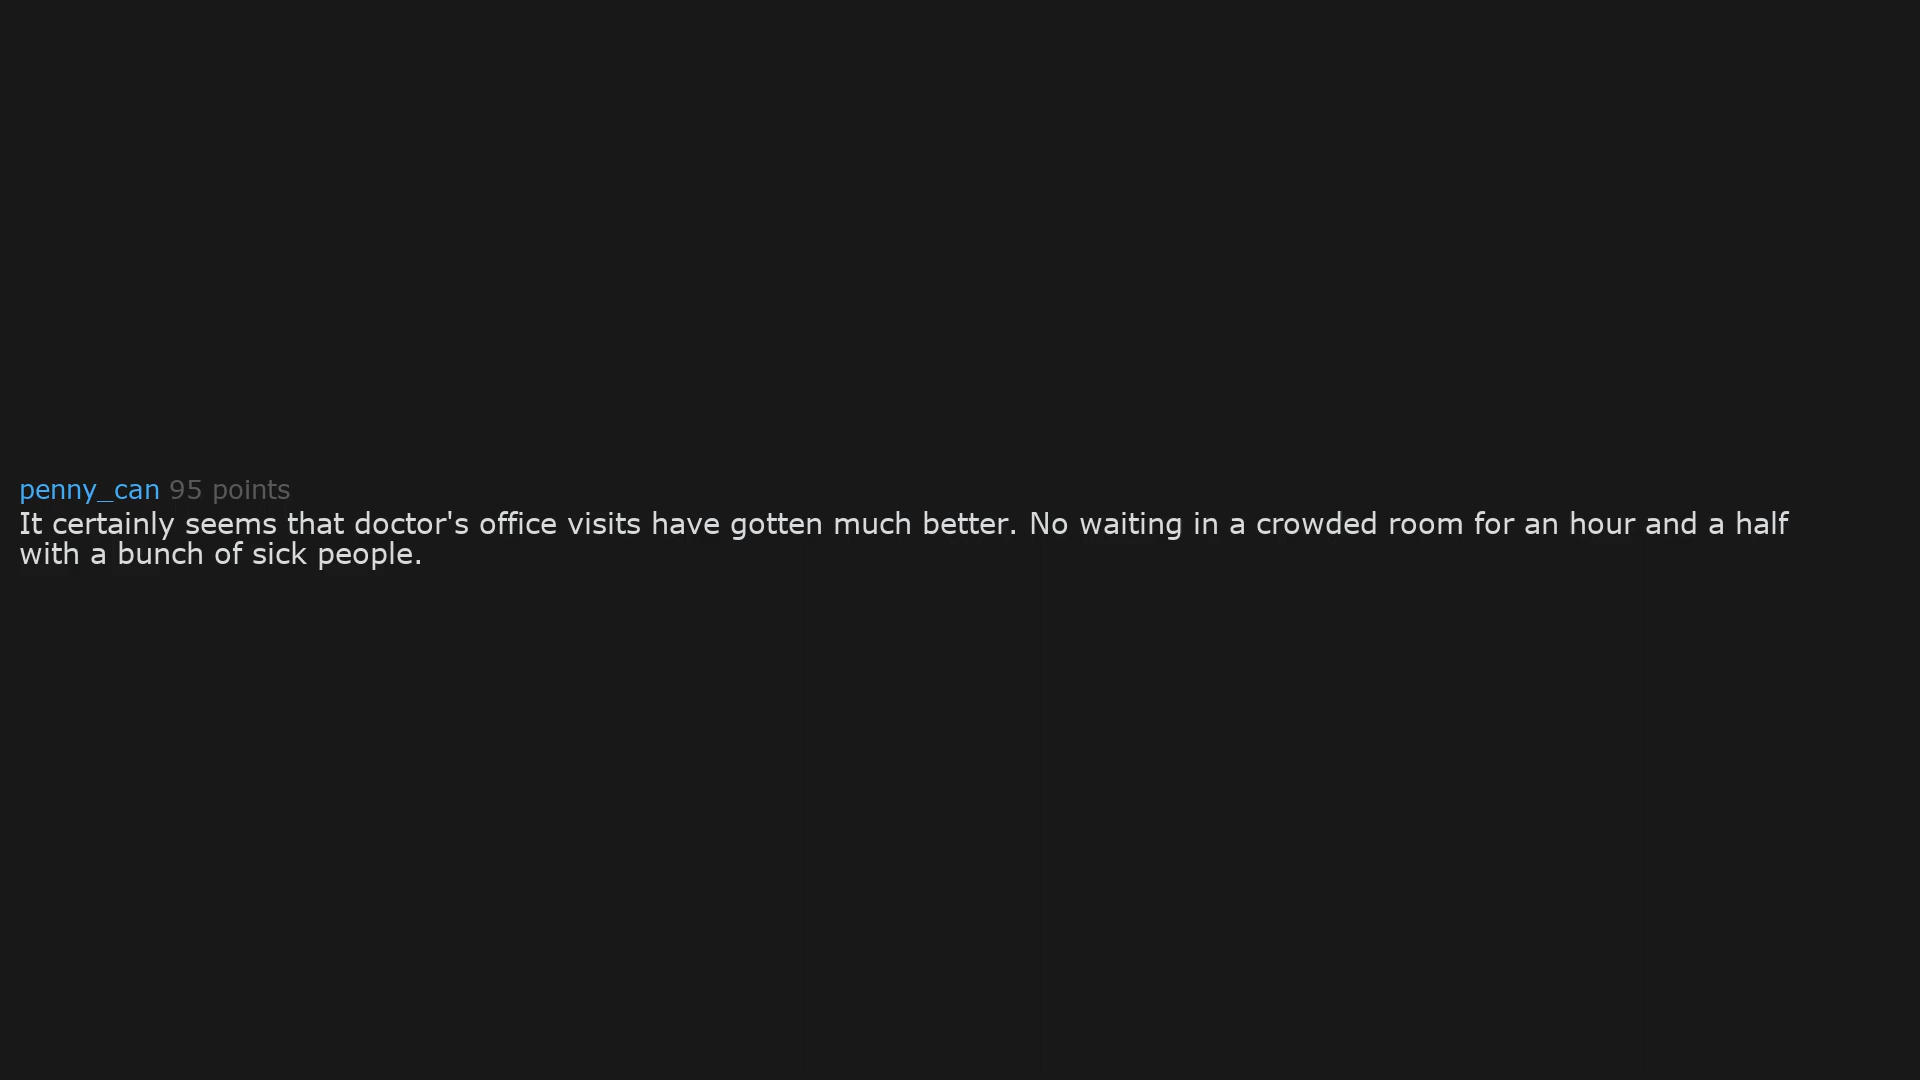 penny_can 95 points
It certainly seems that doctor's office visits have gotten much better. No waiting in a crowded room for an hour and a half
with a bunch of sick people.